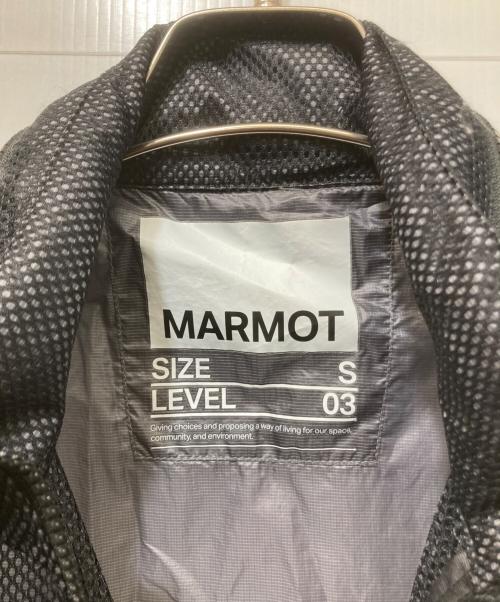 MARMOT
SIZE S
LEVEL 03
Giving choices and proposing a way of living for our space,
community, and environment.